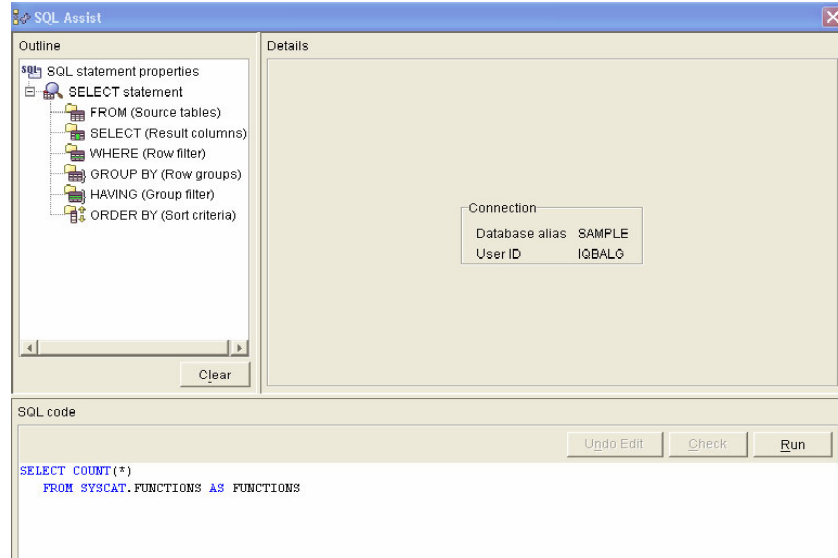 SQL Assist
Outline
SQL statement properties
SELECT statement
FROM (Source tables)
SELECT (Result columns)
WHERE (Row filter)
GROUP BY (Row groups)
HAVING (Group filter)
ORDER BY (Sort criteria)
Clear
Details
Connection
Database alias SAMPLE
User ID IQBALG
SQL code
Undo Edit Check Run
SELECT COUNT(*)
FROM SYSCAT.FUNCTIONS AS FUNCTIONS